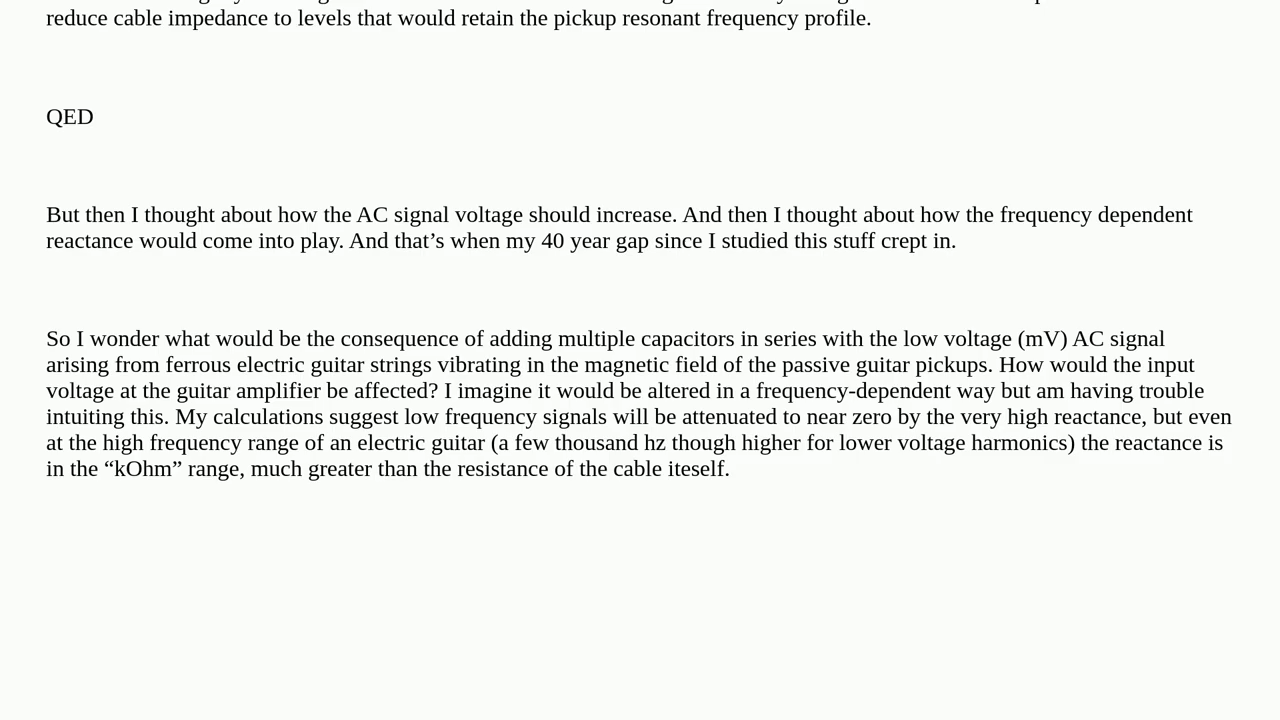 reduce cable impedance to levels that would retain the pickup resonant frequency profile.
QED
But then I thought about how the AC signal voltage should increase. And then I thought about how the frequency dependent
reactance would come into play. And that’s when my 40 year gap since I studied this stuff crept in.
So I wonder what would be the consequence of adding multiple capacitors in series with the low voltage (mV) AC signal
arising from ferrous electric guitar strings vibrating in the magnetic field of the passive guitar pickups. How would the input
voltage at the guitar amplifier be affected? I imagine it would be altered in a frequency-dependent way but am having trouble
intuiting this. My calculations suggest low frequency signals will be attenuated to near zero by the very high reactance, but even
at the high frequency range of an electric guitar (a few thousand hz though higher for lower voltage harmonics) the reactance is
in the “kOhm” range, much greater than the resistance of the cable iteself.